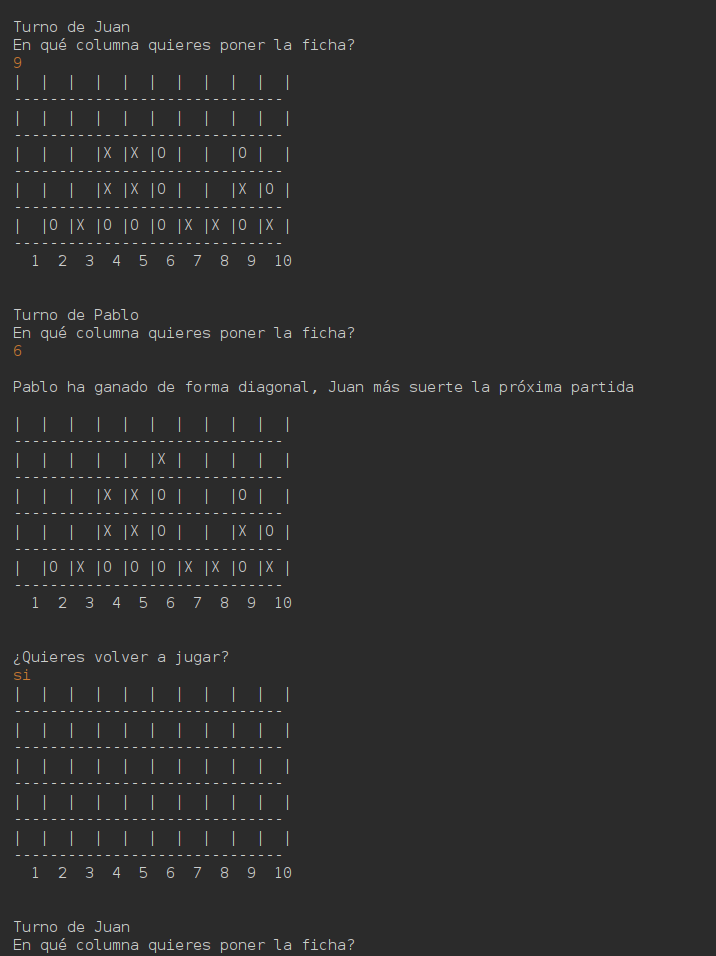 Turno de Juan
En qué columna quieres poner la ficha?
9
|  |  |  |  |  |  |  |  |  |  |
------------------------------
|  |  |  |  |  |  |  |  |  |  |
------------------------------
|  |  |  |X |X |O |  |  |O |  |
------------------------------
|  |  |  |X |X |O |  |  |X |O |
------------------------------
|  |O |X |O |O |O |X |X |O |X |
------------------------------
  1  2  3  4  5  6  7  8  9  10
Turno de Pablo
En qué columna quieres poner la ficha?
6
Pablo ha ganado de forma diagonal, Juan más suerte la próxima partida
|  |  |  |  |  |  |  |  |  |  |
------------------------------
|  |  |  |  |  |X |  |  |  |  |
------------------------------
|  |  |  |X |X |O |  |  |O |  |
------------------------------
|  |  |  |X |X |O |  |  |X |O |
------------------------------
|  |O |X |O |O |O |X |X |O |X |
------------------------------
  1  2  3  4  5  6  7  8  9  10
¿Quieres volver a jugar?
si
|  |  |  |  |  |  |  |  |  |  |
------------------------------
|  |  |  |  |  |  |  |  |  |  |
------------------------------
|  |  |  |  |  |  |  |  |  |  |
------------------------------
|  |  |  |  |  |  |  |  |  |  |
------------------------------
|  |  |  |  |  |  |  |  |  |  |
------------------------------
  1  2  3  4  5  6  7  8  9  10
Turno de Juan
En qué columna quieres poner la ficha?